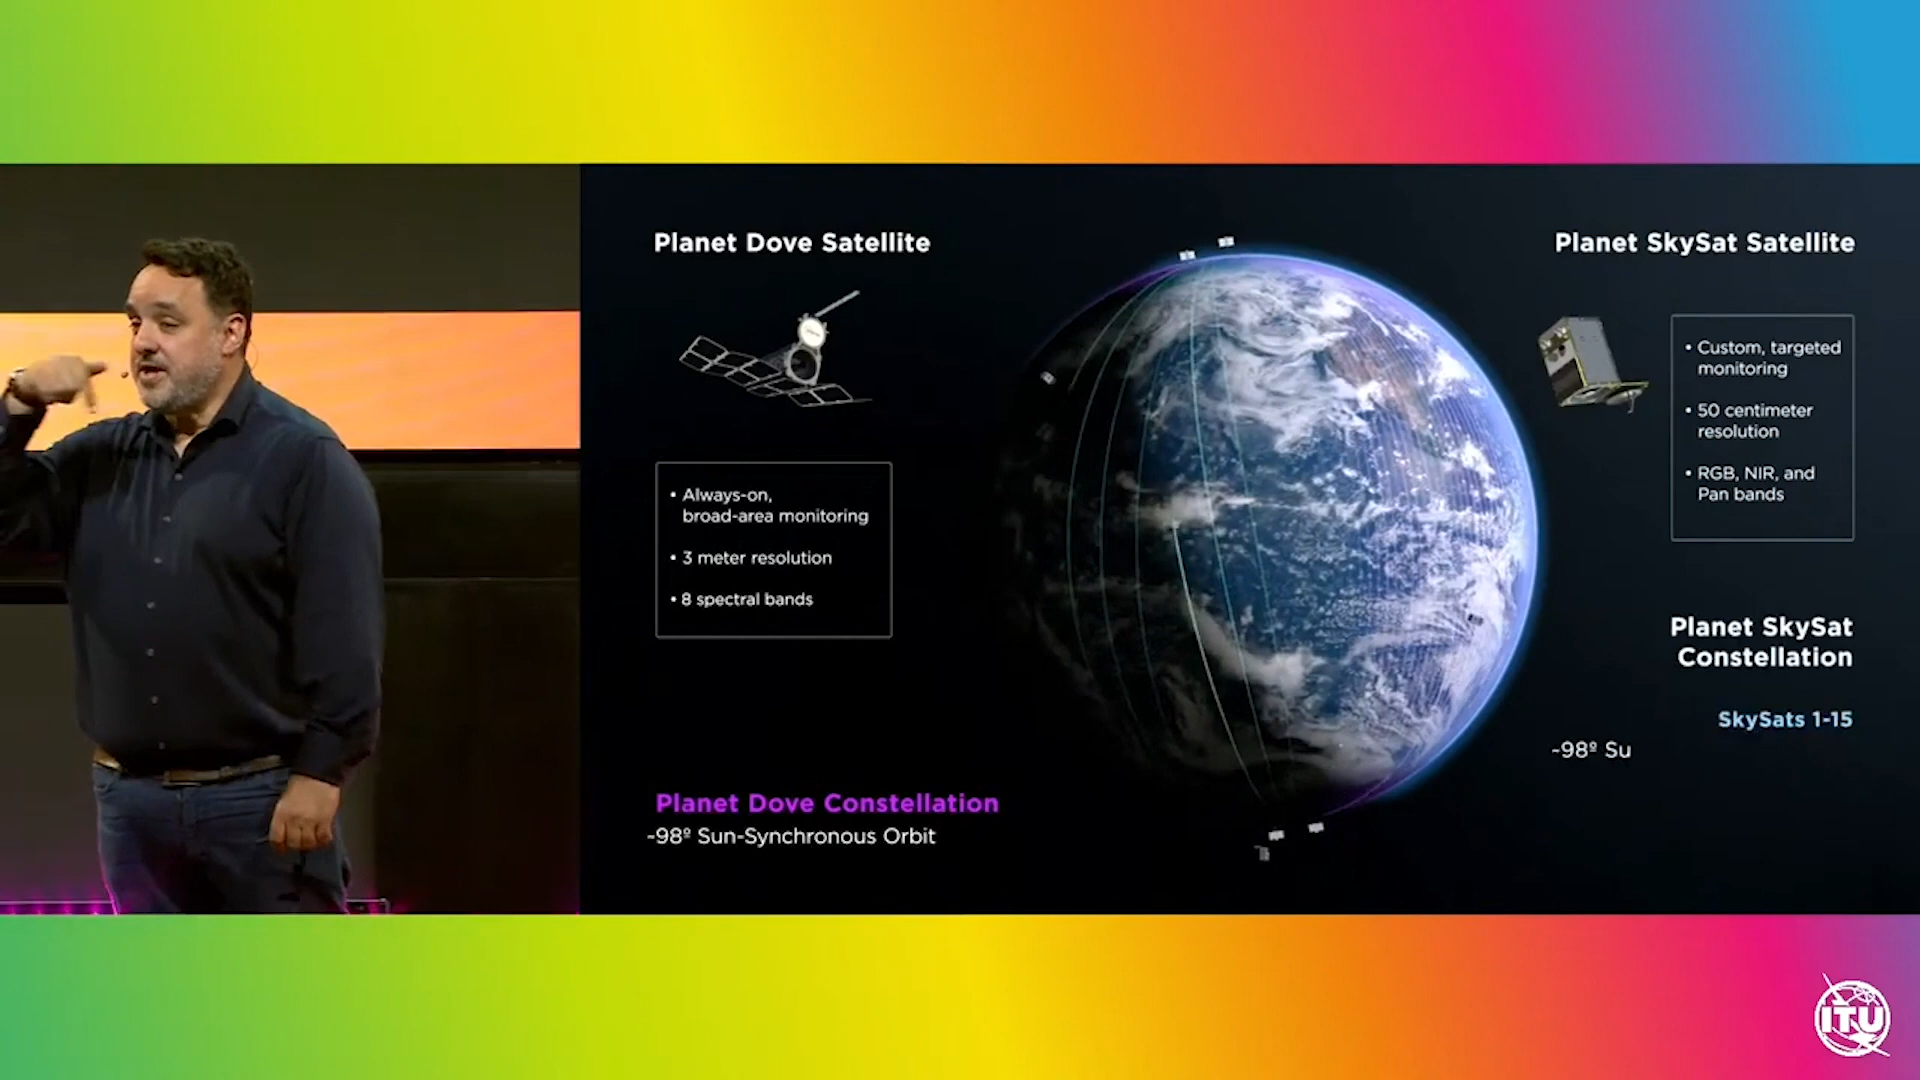 Planet Dove Satellite
• Always-on,
broad-area monitoring
• 3 meter resolution
• 8 spectral bands
Planet Dove Constellation
~98º Sun-Synchronous Orbit
Planet SkySat Satellite
• Custom, targeted
monitoring
• 50 centimeter
resolution
• RGB, NIR, and
Pan bands
Planet SkySat
Constellation
SkySats 1-15
~98º Su
ITU